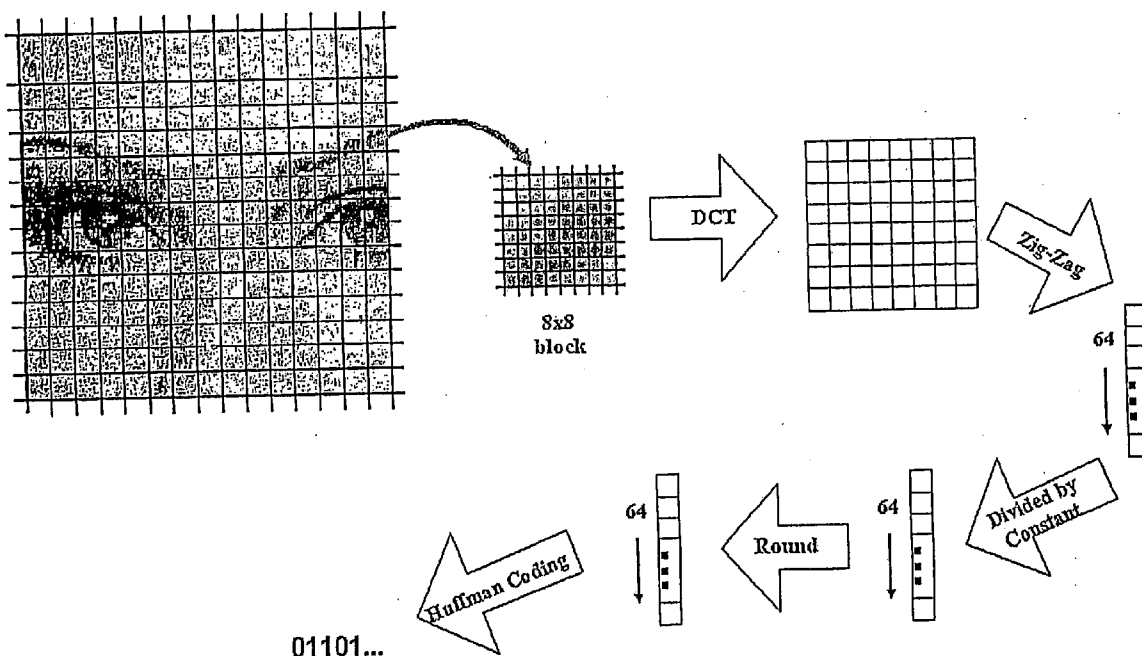 8x8
block
DCT
Zig-Zag
64
Divided by
Constant
64
Round
64
Huffman Coding
01101...